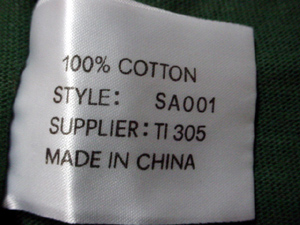 100% COTTON
STYLE: SA001
SUPPLIER: TI 305
MADE IN CHINA